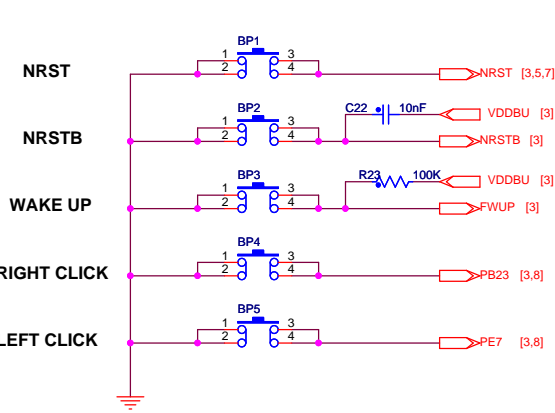 BP1
1 3
2 4
NRST
NRST [3,5,7]
BP2
C22 10nF
VDDBU [3]
1 3
2 4
NRSTB
NRSTB [3]
BP3
R23 100K
VDDBU [3]
1 3
2 4
WAKE UP
FWUP [3]
BP4
1 3
2 4
RIGHT CLICK
PB23 [3,8]
BP5
1 3
2 4
LEFT CLICK
PE7 [3,8]